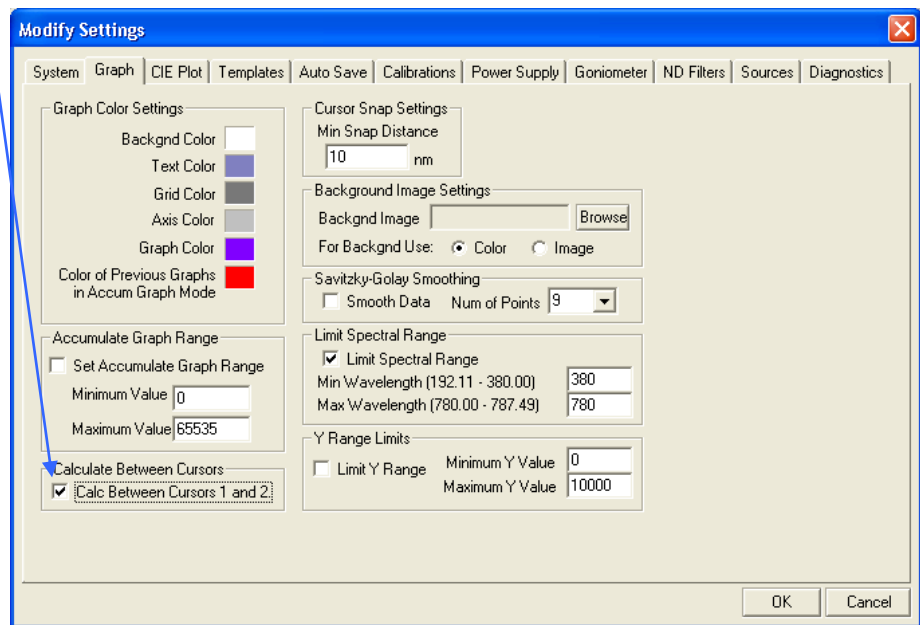 Modify Settings
System Graph CIE Plot Templates Auto Save Calibrations Power Supply Goniometer ND Filters Sources Diagnostics
Graph Color Settings
Backgnd Color
Text Color
Grid Color
Axis Color
Graph Color
Color of Previous Graphs
in Accum Graph Mode
Accumulate Graph Range
Set Accumulate Graph Range
Minimum Value 0
Maximum Value 65535
Calculate Between Cursors
Calc Between Cursors 1 and 2
Cursor Snap Settings
Min Snap Distance
10 nm
Background Image Settings
Backgnd Image Browse
For Backgnd Use: Color Image
Savitzky-Golay Smoothing
Smooth Data Num of Points 9
Limit Spectral Range
Limit Spectral Range
Min Wavelength (192.11 - 380.00) 380
Max Wavelength (780.00 - 787.49) 780
Y Range Limits
Limit Y Range Minimum Y Value 0
Maximum Y Value 10000
OK Cancel